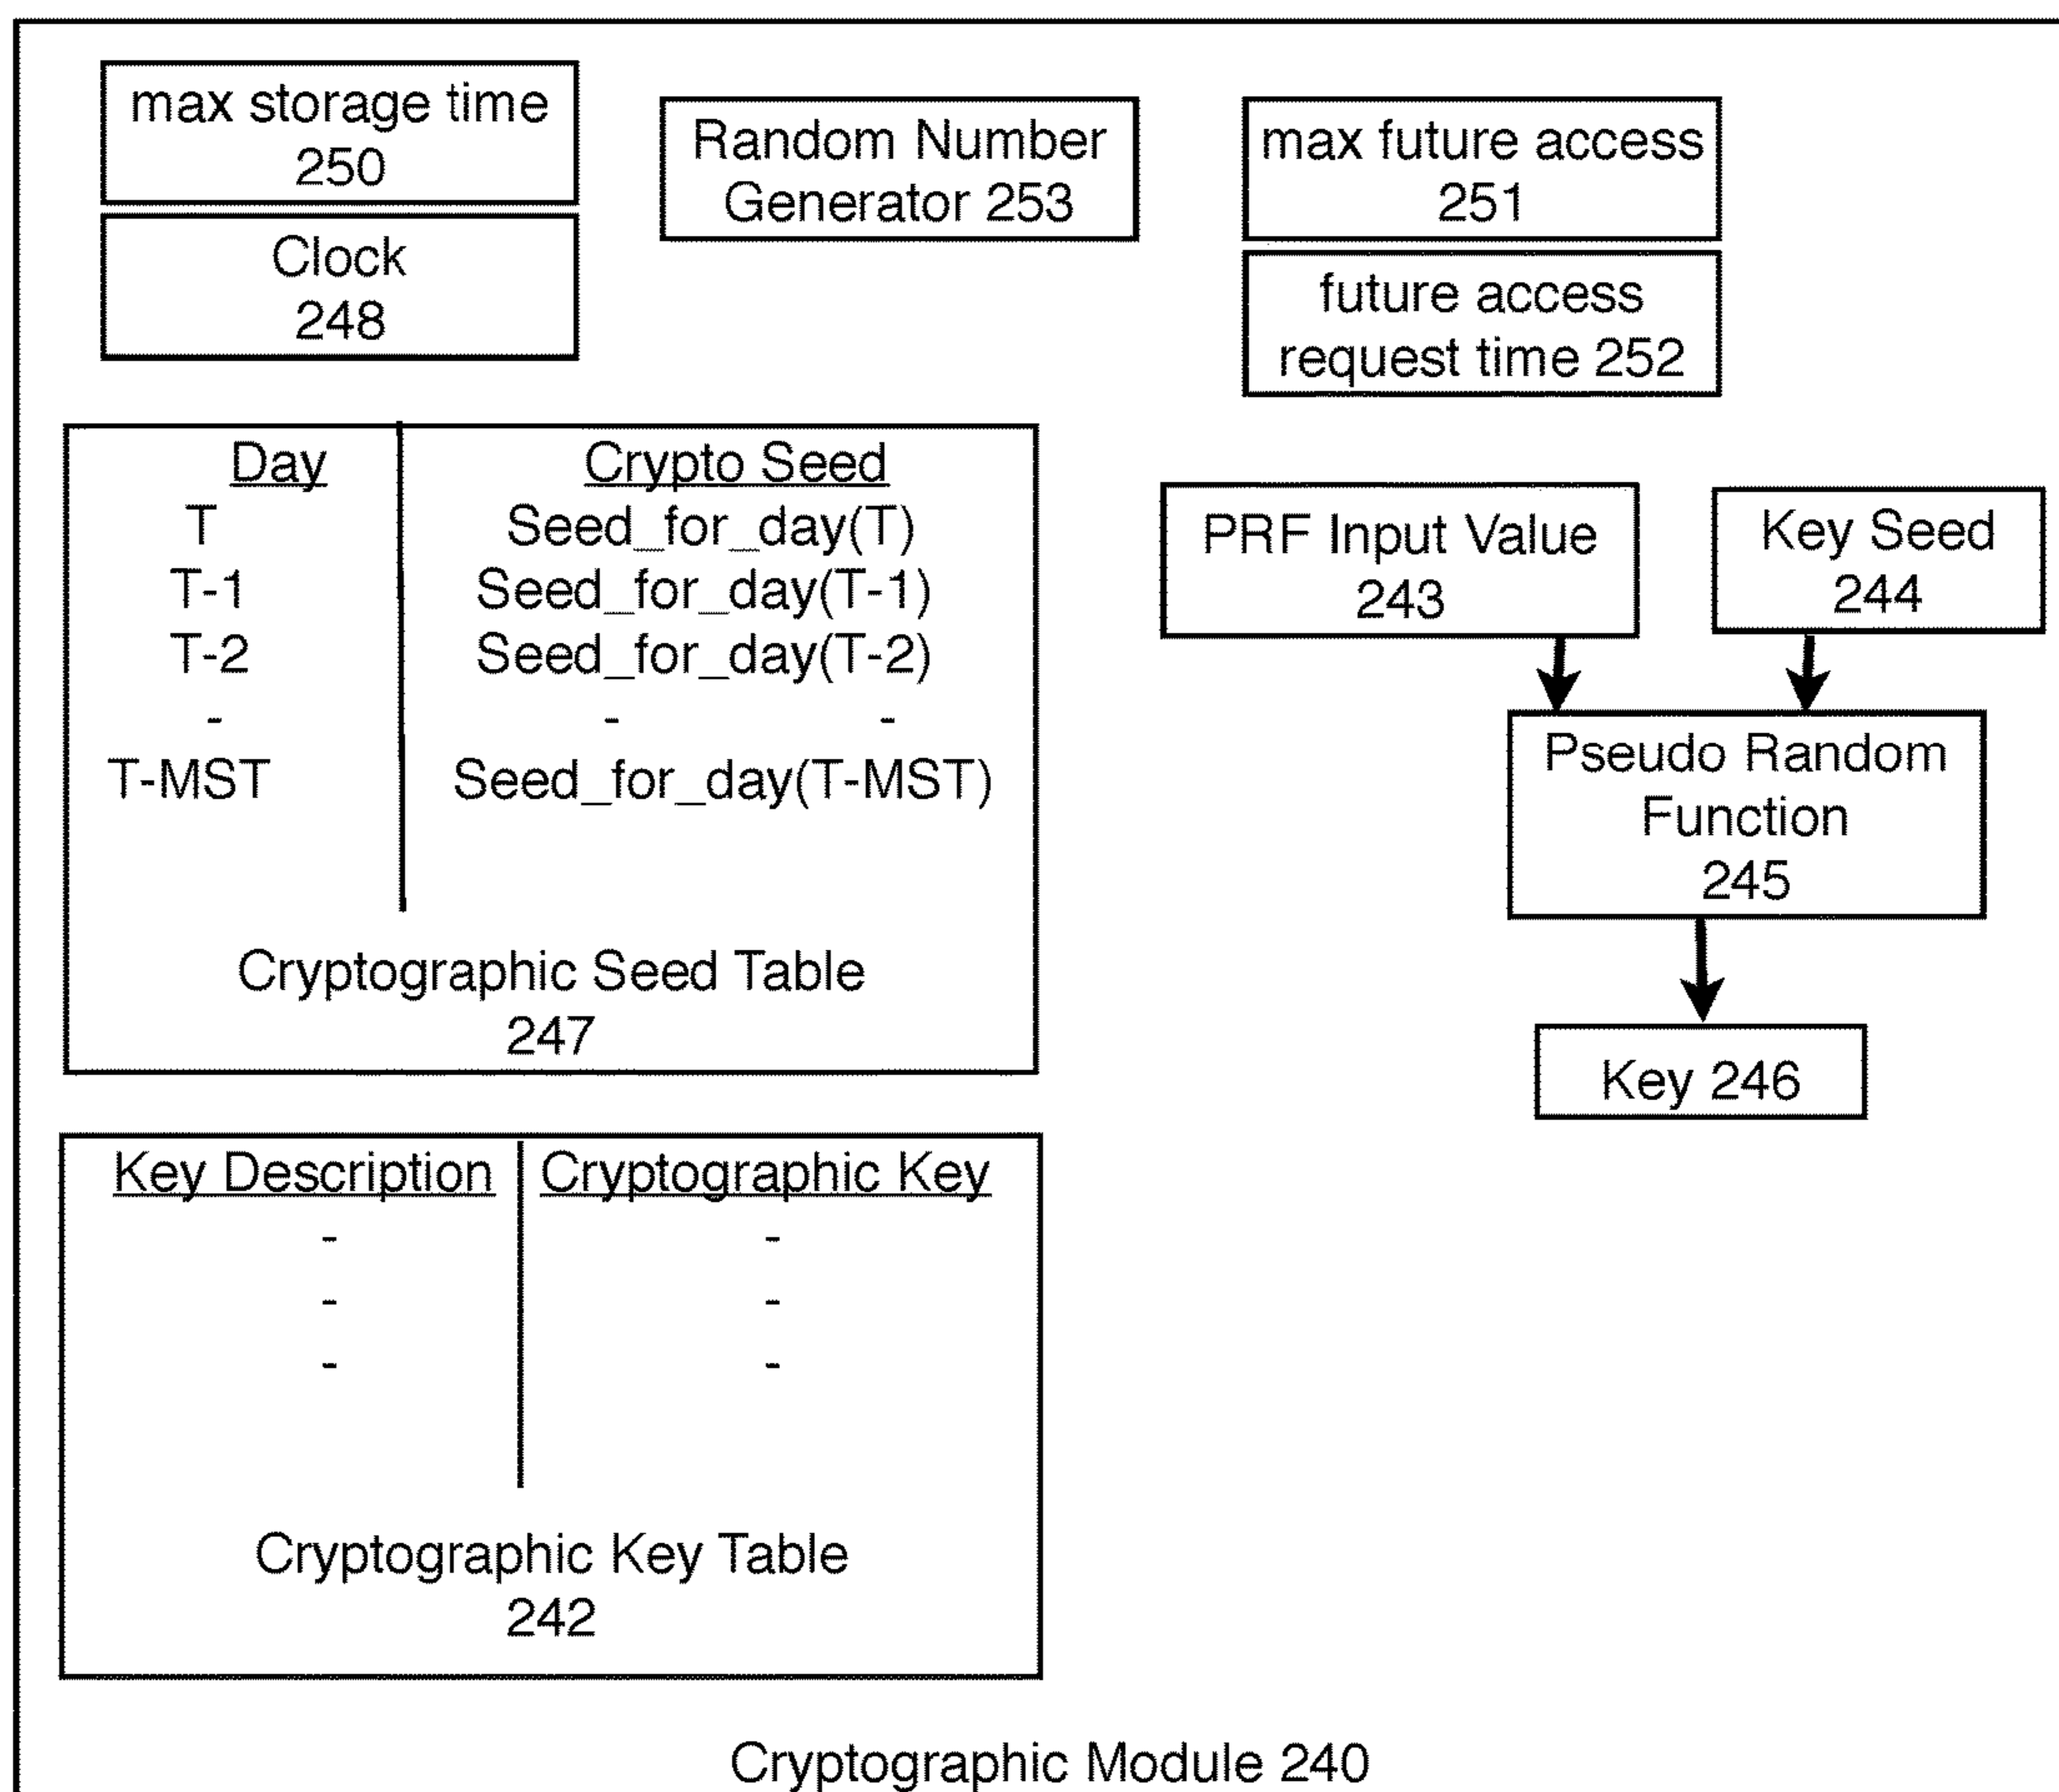 max storage time
250
Clock
248
Random Number
Generator 253
max future access
251
future access
request time 252
Day Crypto Seed
T Seed_for_day(T)
T-1 Seed_for_day(T-1)
T-2 Seed_for_day(T-2)
- - -
T-MST Seed_for_day(T-MST)
Cryptographic Seed Table
247
PRF Input Value
243
Key Seed
244
Pseudo Random
Function
245
Key 246
Key Description Cryptographic Key
- -
- -
- -
Cryptographic Key Table
242
Cryptographic Module 240